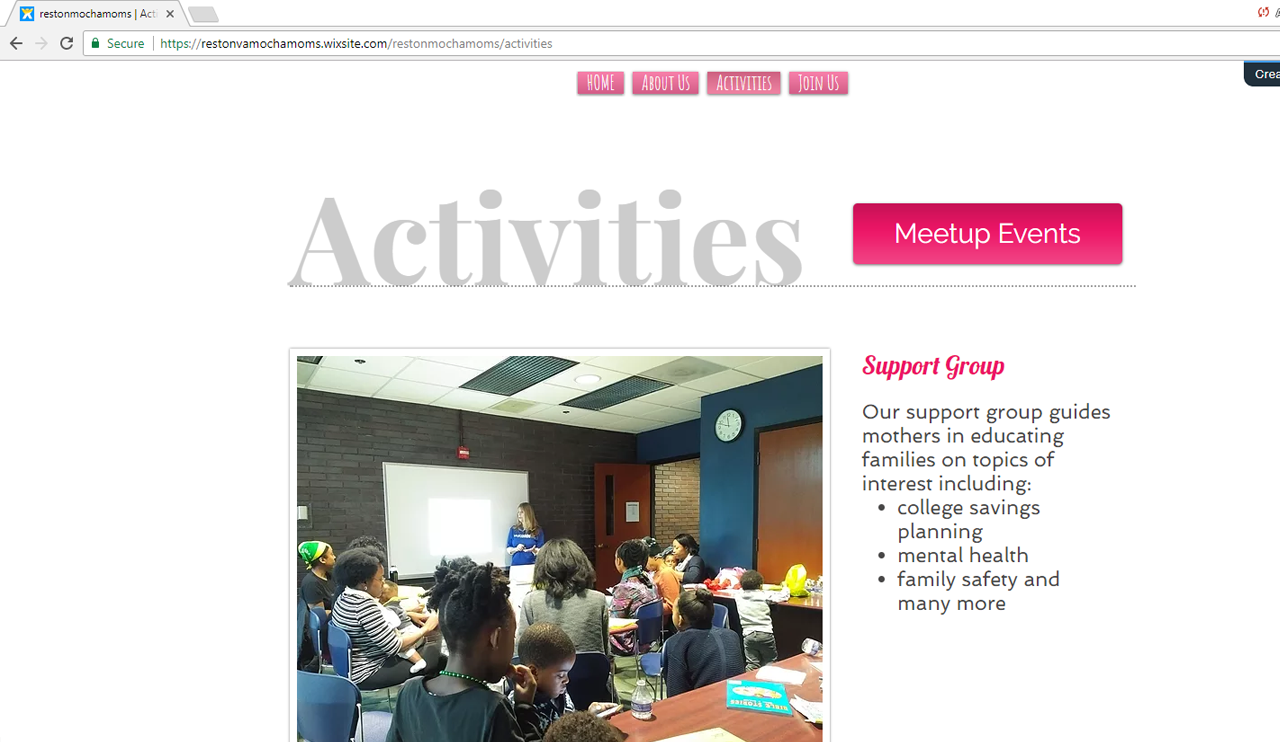 restonmochamoms | Acti
Secure
https://restonvamochamoms.wixsite.com/restonmochamoms/activities
Crea
HOME
About Us
Activities
Join Us
Activities
Meetup Events
Support Group
Our support group guides
mothers in educating
families on topics of
interest including:
• college savings
planning
• mental health
• family safety and
many more
BIBLE
STORIES